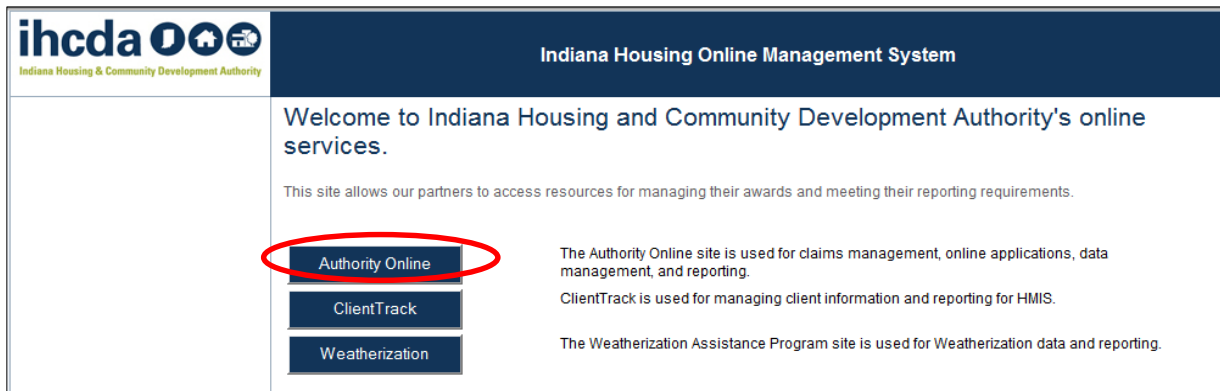 ihcda
Indiana Housing & Community Development Authority
Indiana Housing Online Management System
Welcome to Indiana Housing and Community Development Authority's online
services.
This site allows our partners to access resources for managing their awards and meeting their reporting requirements.
Authority Online
The Authority Online site is used for claims management, online applications, data
management, and reporting.
ClientTrack
ClientTrack is used for managing client information and reporting for HMIS.
Weatherization
The Weatherization Assistance Program site is used for Weatherization data and reporting.